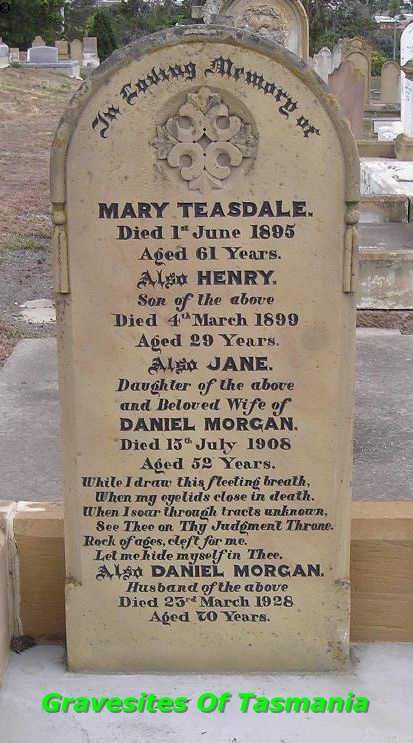 In Loving Memory of
MARY TEASDALE.
Died 1st June 1895
Aged 61 Years.
Also HENRY.
Son of the above
Died 4th March 1899
Aged 29 Years.
Also JANE.
Daughter of the above
and Beloved Wife of
DANIEL MORGAN.
Died 15th July 1908
Aged 52 Years.
While I draw this fleeting breath,
When my eyelids close in death.
When I soar through tracts unknown,
See Thee on Thy Judgment Throne.
Rock of ages, cleft for me.
Let me hide myself in Thee.
Also DANIEL MORGAN.
Husband of the above
Died 23rd March 1928
Aged 70 Years.
Gravesites Of Tasmania